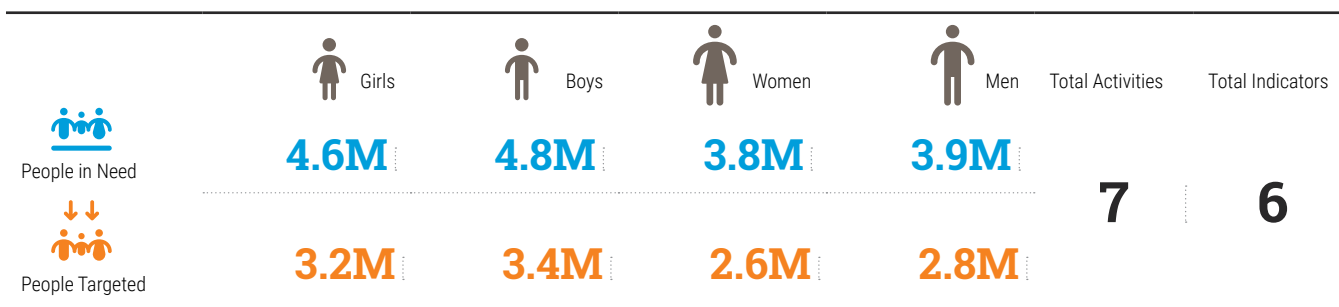 Girls
Boys
Women
Men
Total Activities
Total Indicators
People in Need
4.6M
4.8M
3.8M
3.9M
7
6
People Targeted
3.2M
3.4M
2.6M
2.8M